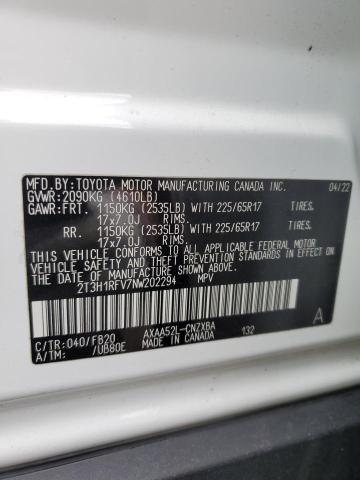 MFD.BY:TOYOTA MOTOR MANUFACTURING CANADA INC. 04/22
GVWR:2090KG (4610LB)
GAWR:FRT. 1150KG (2535LB) WITH 225/65R17 TIRES.
17x7.0J RIMS.
RR. 1150KG (2535LB) WITH 225/65R17 TIRES.
17x7.0J RIMS.
THIS VEHICLE CONFORMS TO ALL APPLICABLE FEDERAL MOTOR
VEHICLE SAFETY STANDARDS IN EFFECT ON
THE DATE OF MANUFACTURE SHOWN ABOVE.
2T3H1RFV7NW202294 MPV
C/TR:040/FB20 AXAA52L-CNZXBA 132
A/TM: /UB80E MADE IN CANADA
A